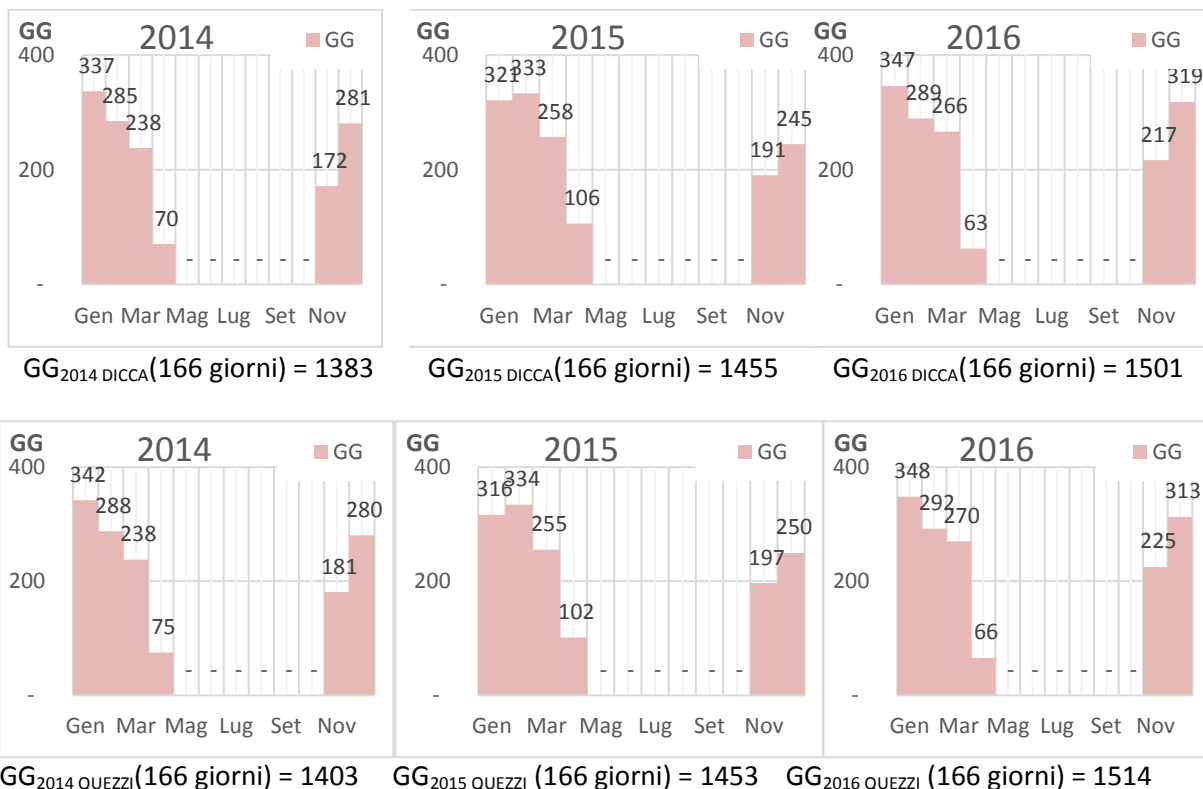 GG 2014 GG
400
337
285
238
281
172
200
70
- - - - - -
-
Gen Mar Mag Lug Set Nov
GG2014 DICCA(166 giorni) = 1383
GG 2015 GG
400
321
333
258
245
191
200
106
- - - - - -
-
Gen Mar Mag Lug Set Nov
GG2015 DICCA(166 giorni) = 1455
GG 2016 GG
400
347
289
266
319
217
200
63
- - - - - -
-
Gen Mar Mag Lug Set Nov
GG2016 DICCA(166 giorni) = 1501
GG 2014 GG
400
342
288
238
280
181
200
75
- - - - - -
-
Gen Mar Mag Lug Set Nov
GG2014 QUEZZI(166 giorni) = 1403
GG 2015 GG
400
316
334
255
250
197
200
102
- - - - - -
-
Gen Mar Mag Lug Set Nov
GG2015 QUEZZI (166 giorni) = 1453
GG 2016 GG
400
348
292
270
313
225
200
66
- - - - - -
-
Gen Mar Mag Lug Set Nov
GG2016 QUEZZI (166 giorni) = 1514